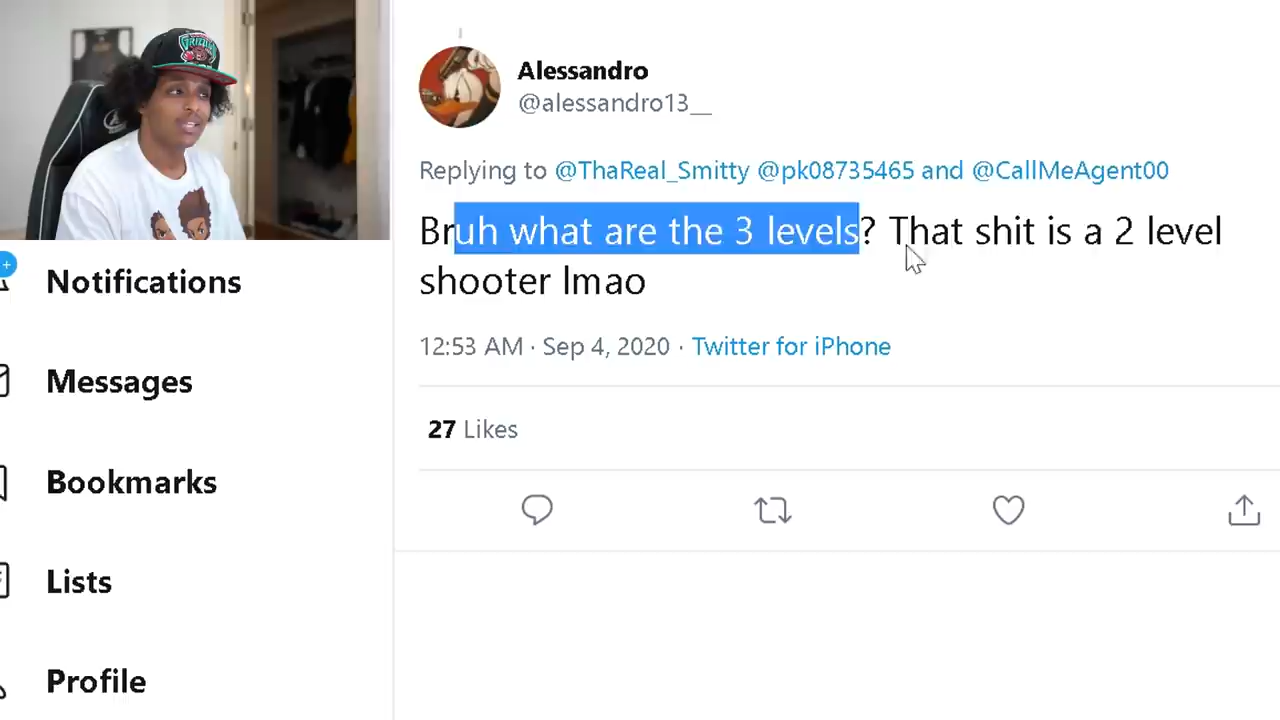 GRIZZLIES
Alessandro
@alessandro13__
Replying to @ThaReal_Smitty @pk08735465 and @CallMeAgent00
Bruh what are the 3 levels? That shit is a 2 level
shooter lmao
12:53 AM · Sep 4, 2020 · Twitter for iPhone
27 Likes
Notifications
Messages
Bookmarks
Lists
Profile